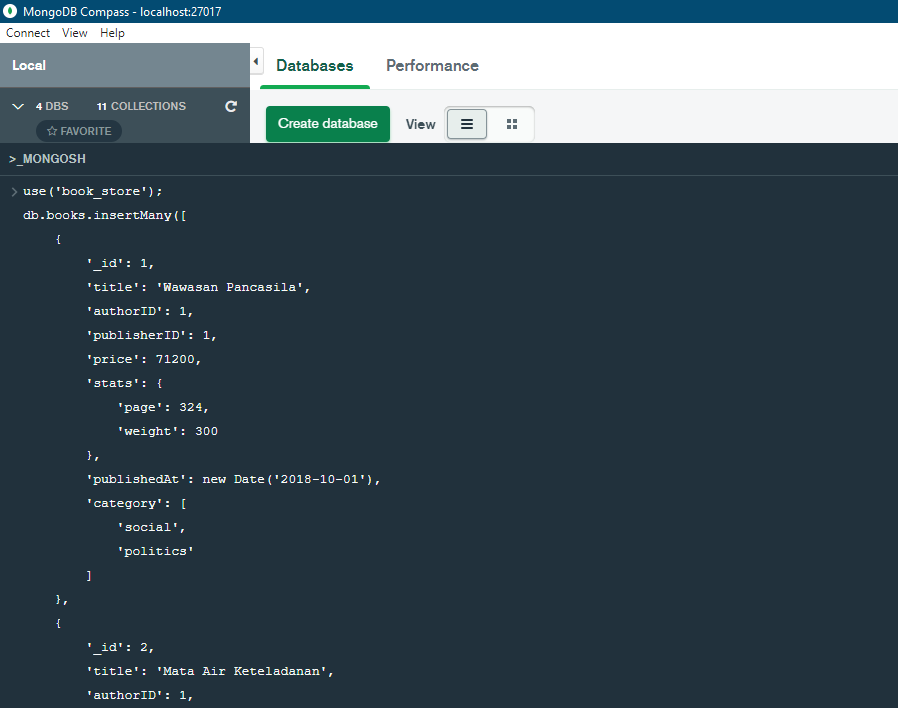 MongoDB Compass - localhost:27017
Connect View Help
Local
Databases Performance
4 DBS 11 COLLECTIONS
FAVORITE
Create database View
>_MONGOSH
use('book_store');
db.books.insertMany([
{
'_id': 1,
'title': 'Wawasan Pancasila',
'authorID': 1,
'publisherID': 1,
'price': 71200,
'stats': {
'page': 324,
'weight': 300
},
'publishedAt': new Date('2018-10-01'),
'category': [
'social',
'politics'
]
},
{
'_id': 2,
'title': 'Mata Air Keteladanan',
'authorID': 1,